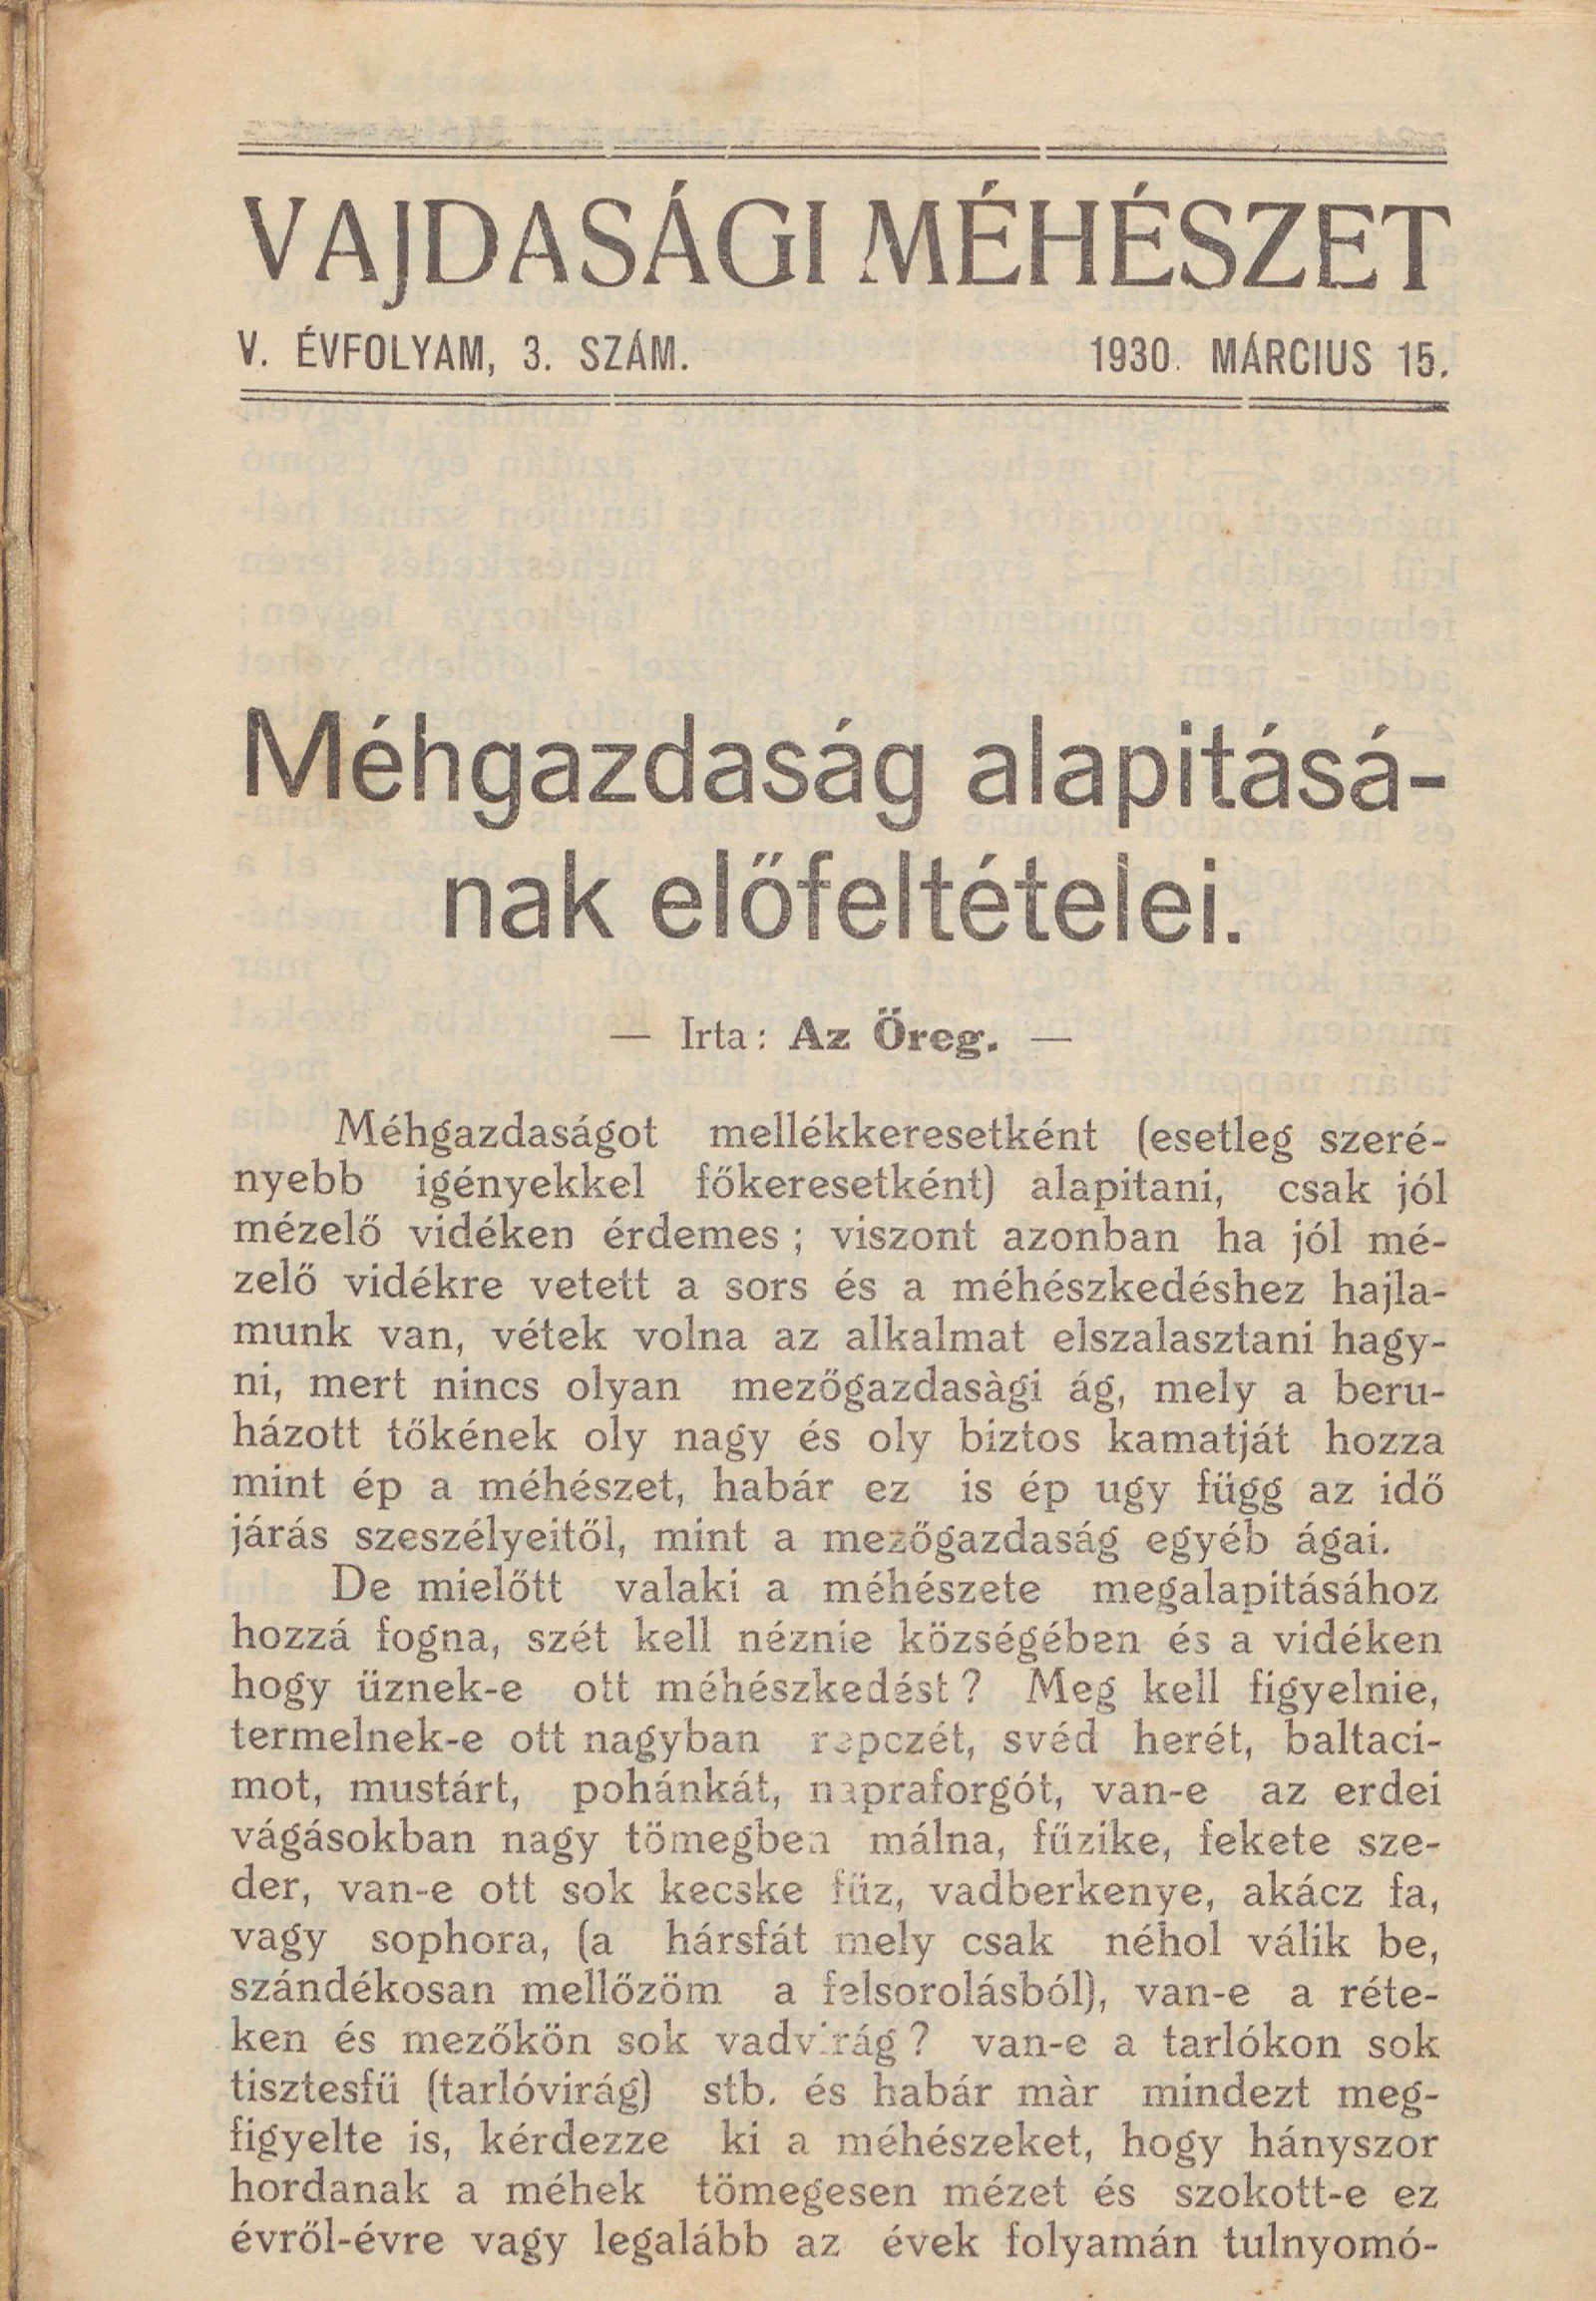 VAJDASÁGI MÉHÉSZET
V. ÉVFOLYAM, 3. SZÁM. 1930. MÁRCIUS 15.
Méhgazdaság alapitásá-
nak előfeltételei.
— Irta: Az Öreg. —
Méhgazdaságot mellékkeresetként (esetleg szeré-
nyebb igényekkel főkeresetként) alapitani, csak jól
mézelő vidéken érdemes; viszont azonban ha jól mé-
zelő vidékre vetett a sors és a méhészkedéshez hajla-
munk van, vétek volna az alkalmat elszalasztani hagy-
ni, mert nincs olyan mezőgazdasàgi ág, mely a beru-
házott tőkének oly nagy és oly biztos kamatját hozza
mint ép a méhészet, habár ez is ép ugy függ az idő
járás szeszélyeitől, mint a mezőgazdaság egyéb ágai.
De mielőtt valaki a méhészete megalapitásához
hozzá fogna, szét kell néznie községében és a vidéken
hogy üznek-e ott méhészkedést? Meg kell figyelnie,
termelnek-e ott nagyban repczét, svéd herét, baltaci-
mot, mustárt, pohánkát, napraforgót, van-e az erdei
vágásokban nagy tömegben málna, fűzike, fekete sze-
der, van-e ott sok kecske füz, vadberkenye, akácz fa,
vagy sophora, (a hársfát mely csak néhol válik be,
szándékosan mellőzöm a felsorolásból), van-e a réte-
ken és mezőkön sok vadvirág? van-e a tarlókon sok
tisztesfü (tarlóvirág) stb. és habár màr mindezt meg-
figyelte is, kérdezze ki a méhészeket, hogy hányszor
hordanak a méhek tömegesen mézet és szokott-e ez
évről-évre vagy legalább az évek folyamán tulnyomó-